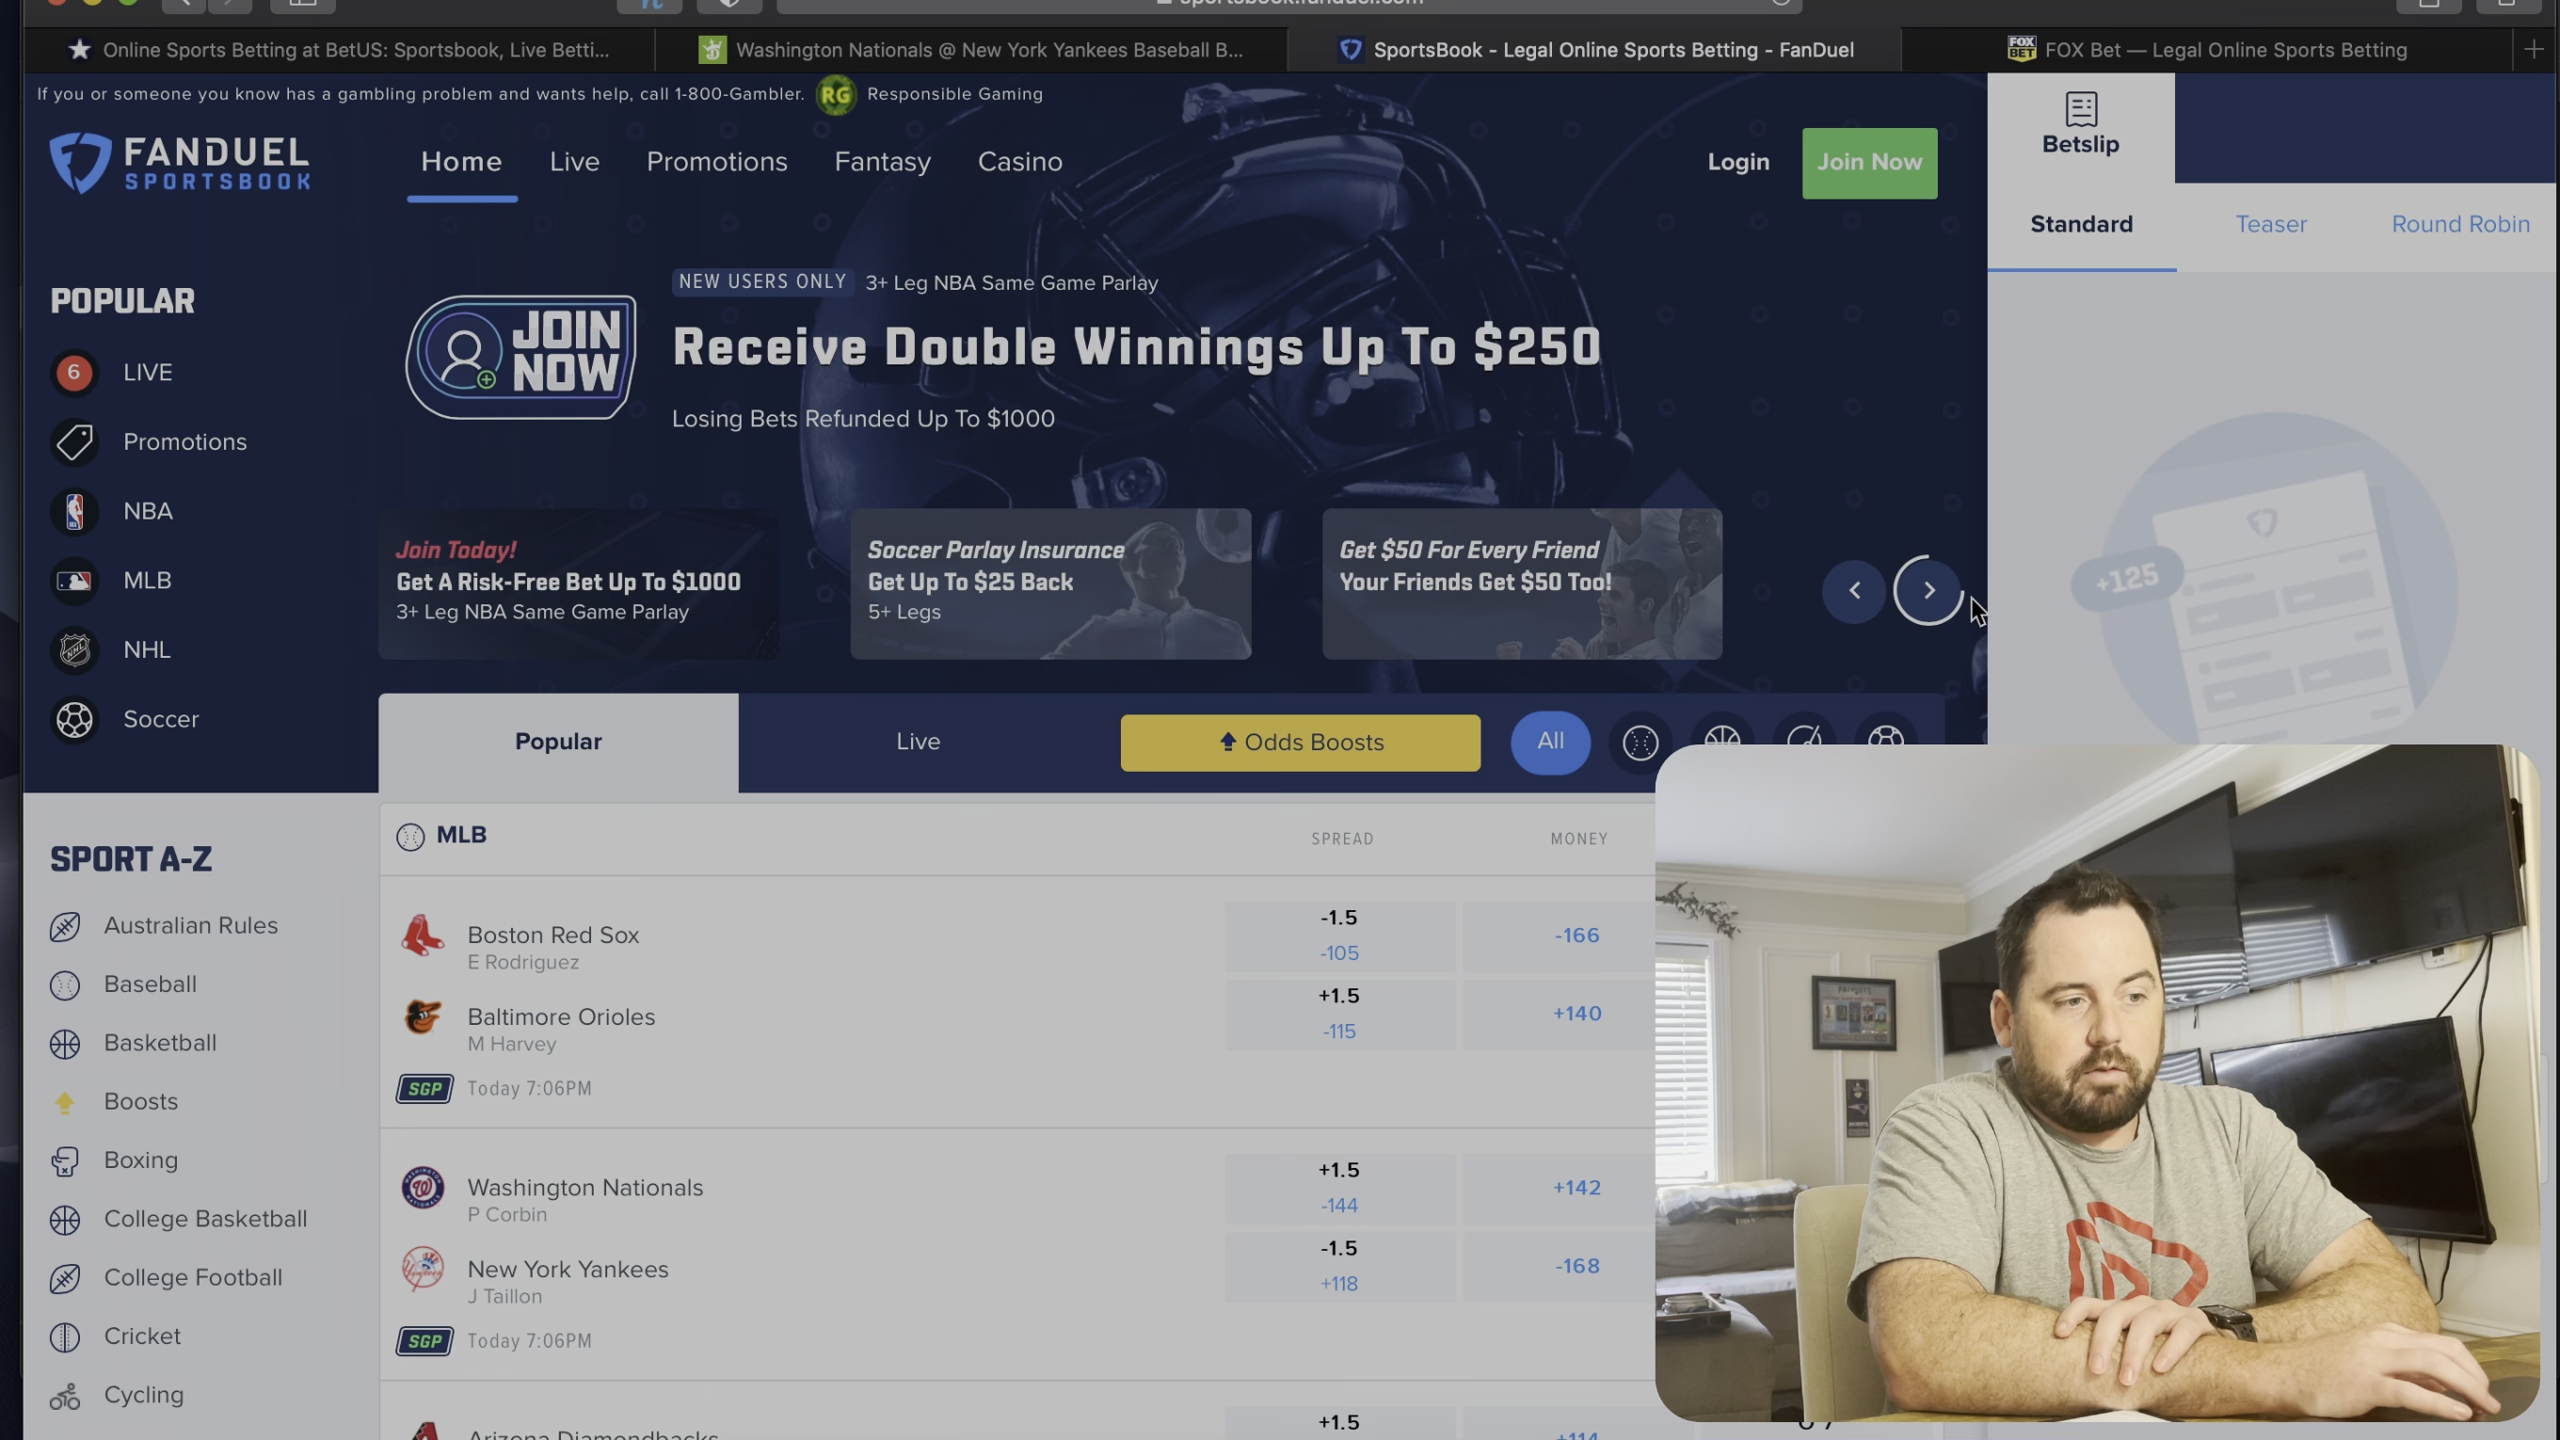 sportsbook.fanduel.com
Online Sports Betting at BetUS: Sportsbook, Live Betti...
Washington Nationals @ New York Yankees Baseball B...
SportsBook - Legal Online Sports Betting - FanDuel
FOX BET
FOX Bet — Legal Online Sports Betting
If you or someone you know has a gambling problem and wants help, call 1-800-Gambler.
RG
Responsible Gaming
FANDUEL
SPORTSBOOK
Home
Live
Promotions
Fantasy
Casino
Login
Join Now
Betslip
Standard
Teaser
Round Robin
POPULAR
6
LIVE
Promotions
NBA
MLB
NHL
Soccer
JOIN
NOW
NEW USERS ONLY 3+ Leg NBA Same Game Parlay
Receive Double Winnings Up To $250
Losing Bets Refunded Up To $1000
Join Today!
Get A Risk-Free Bet Up To $1000
3+ Leg NBA Same Game Parlay
Soccer Parlay Insurance
Get Up To $25 Back
5+ Legs
Get $50 For Every Friend
Your Friends Get $50 Too!
+125
Popular
Live
Odds Boosts
All
SPORT A-Z
Australian Rules
Baseball
Basketball
Boosts
Boxing
College Basketball
College Football
Cricket
Cycling
MLB
SPREAD
MONEY
Boston Red Sox
E Rodriguez
-1.5
-105
-166
Baltimore Orioles
M Harvey
+1.5
-115
+140
SGP
Today 7:06PM
Washington Nationals
P Corbin
+1.5
-144
+142
New York Yankees
J Taillon
-1.5
+118
-168
SGP
Today 7:06PM
Arizona Diamondbacks
+1.5
+114